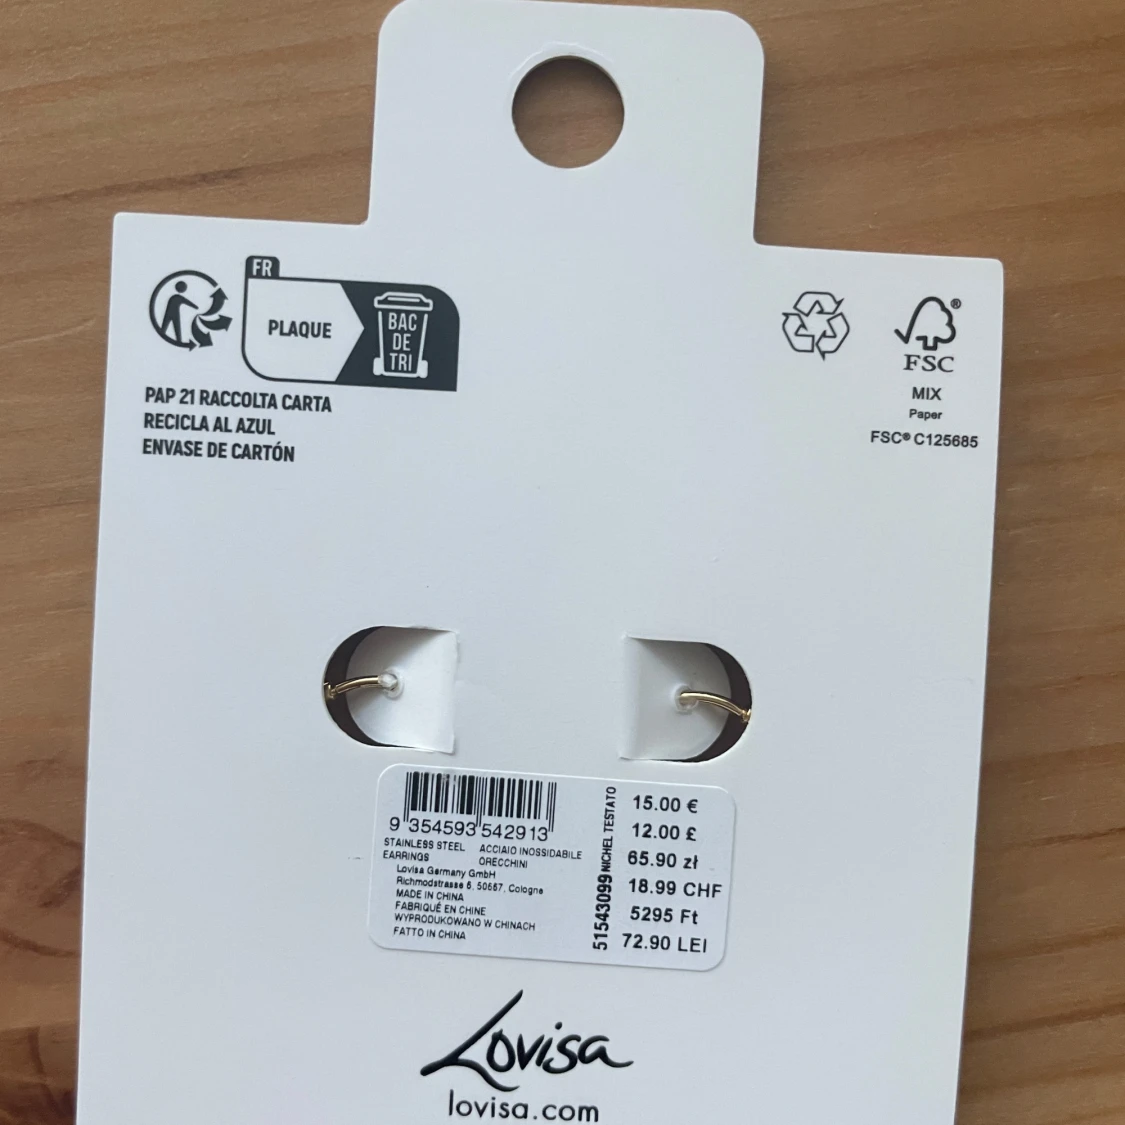 FR
PLAQUE
BAC
DE
TRI
PAP 21 RACCOLTA CARTA
RECICLA AL AZUL
ENVASE DE CARTÓN
®
FSC
MIX
Paper
FSC® C125685
9 354593 542913
STAINLESS STEEL ACCIAIO INOSSIDABILE
EARRINGS ORECCHINI
Lovisa Germany GmbH
Richmodstrasse 6, 50667, Cologne
MADE IN CHINA
FABRIQUÉ EN CHINE
WYPRODUKOWANO W CHINACH
FATTO IN CHINA
51543099 NICHEL TESTATO
15.00 €
12.00 £
65.90 zł
18.99 CHF
5295 Ft
72.90 LEI
Lovisa
lovisa.com